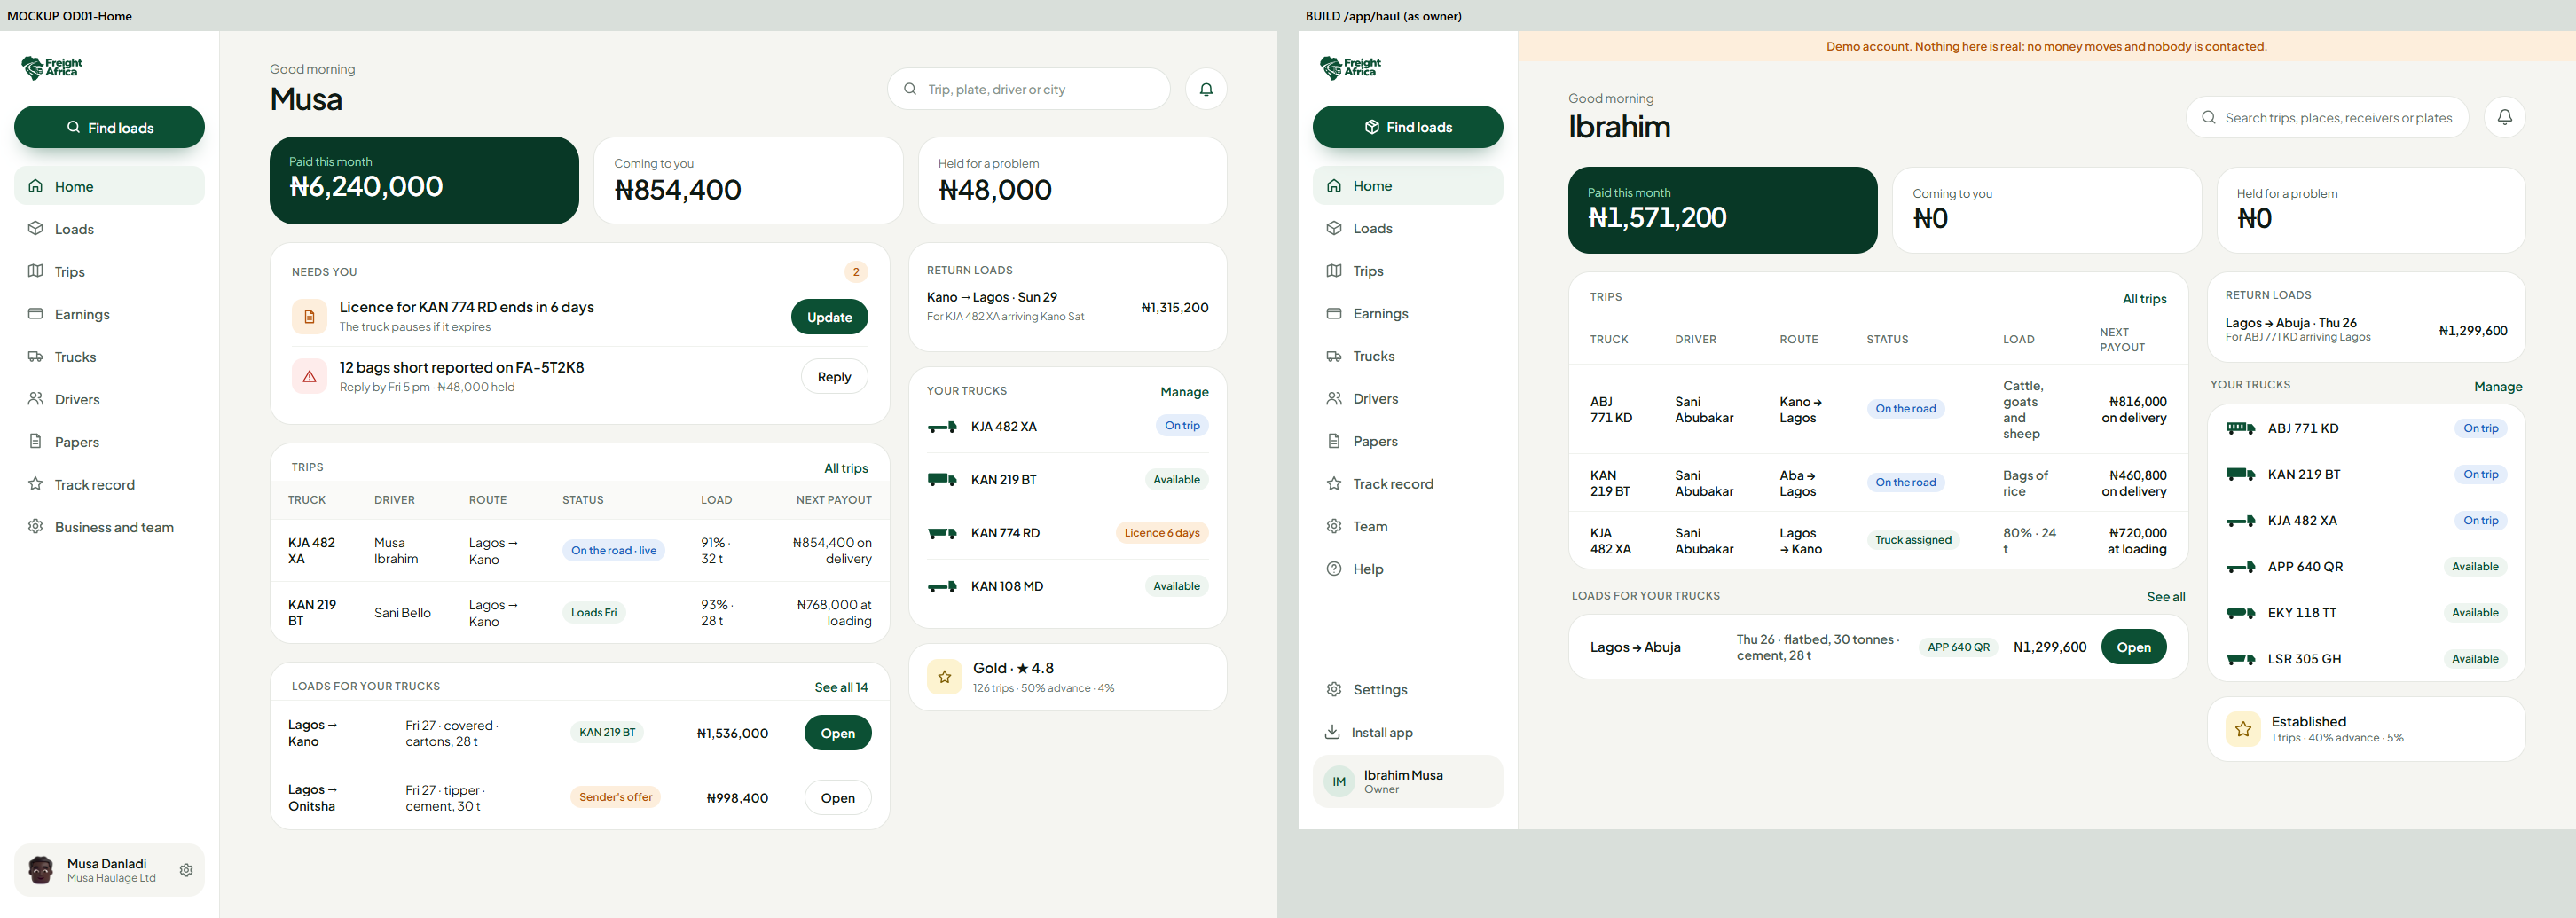 MOCKUP OD01-Home
Freight
Africa
Find loads
Home
Loads
Trips
Earnings
Trucks
Drivers
Papers
Track record
Business and team
Musa Danladi
Musa Haulage Ltd
Good morning
Musa
Trip, plate, driver or city
Paid this month
₦6,240,000
Coming to you
₦854,400
Held for a problem
₦48,000
NEEDS YOU
2
Licence for KAN 774 RD ends in 6 days
The truck pauses if it expires
Update
12 bags short reported on FA-5T2K8
Reply by Fri 5 pm · ₦48,000 held
Reply
TRIPS
All trips
TRUCK DRIVER ROUTE STATUS LOAD NEXT PAYOUT
KJA 482
XA
Musa
Ibrahim
Lagos →
Kano
On the road · live
91% ·
32 t
₦854,400 on
delivery
KAN 219
BT
Sani Bello
Lagos →
Kano
Loads Fri
93% ·
28 t
₦768,000 at
loading
LOADS FOR YOUR TRUCKS
See all 14
Lagos →
Kano
Fri 27 · covered ·
cartons, 28 t
KAN 219 BT
₦1,536,000
Open
Lagos →
Onitsha
Fri 27 · tipper ·
cement, 30 t
Sender's offer
₦998,400
Open
RETURN LOADS
Kano → Lagos · Sun 29
For KJA 482 XA arriving Kano Sat
₦1,315,200
YOUR TRUCKS
Manage
KJA 482 XA
On trip
KAN 219 BT
Available
KAN 774 RD
Licence 6 days
KAN 108 MD
Available
Gold · ★ 4.8
126 trips · 50% advance · 4%
BUILD /app/haul (as owner)
Freight
Africa
Find loads
Home
Loads
Trips
Earnings
Trucks
Drivers
Papers
Track record
Team
Help
Settings
Install app
IM
Ibrahim Musa
Owner
Demo account. Nothing here is real: no money moves and nobody is contacted.
Good morning
Ibrahim
Search trips, places, receivers or plates
Paid this month
₦1,571,200
Coming to you
₦0
Held for a problem
₦0
TRIPS
All trips
TRUCK DRIVER ROUTE STATUS LOAD NEXT
PAYOUT
ABJ
771 KD
Sani
Abubakar
Kano →
Lagos
On the road
Cattle,
goats
and
sheep
₦816,000
on delivery
KAN
219 BT
Sani
Abubakar
Aba →
Lagos
On the road
Bags of
rice
₦460,800
on delivery
KJA
482 XA
Sani
Abubakar
Lagos
→ Kano
Truck assigned
80% · 24
t
₦720,000
at loading
LOADS FOR YOUR TRUCKS
See all
Lagos → Abuja
Thu 26 · flatbed, 30 tonnes ·
cement, 28 t
APP 640 QR
₦1,299,600
Open
RETURN LOADS
Lagos → Abuja · Thu 26
For ABJ 771 KD arriving Lagos
₦1,299,600
YOUR TRUCKS
Manage
ABJ 771 KD
On trip
KAN 219 BT
On trip
KJA 482 XA
On trip
APP 640 QR
Available
EKY 118 TT
Available
LSR 305 GH
Available
Established
1 trips · 40% advance · 5%